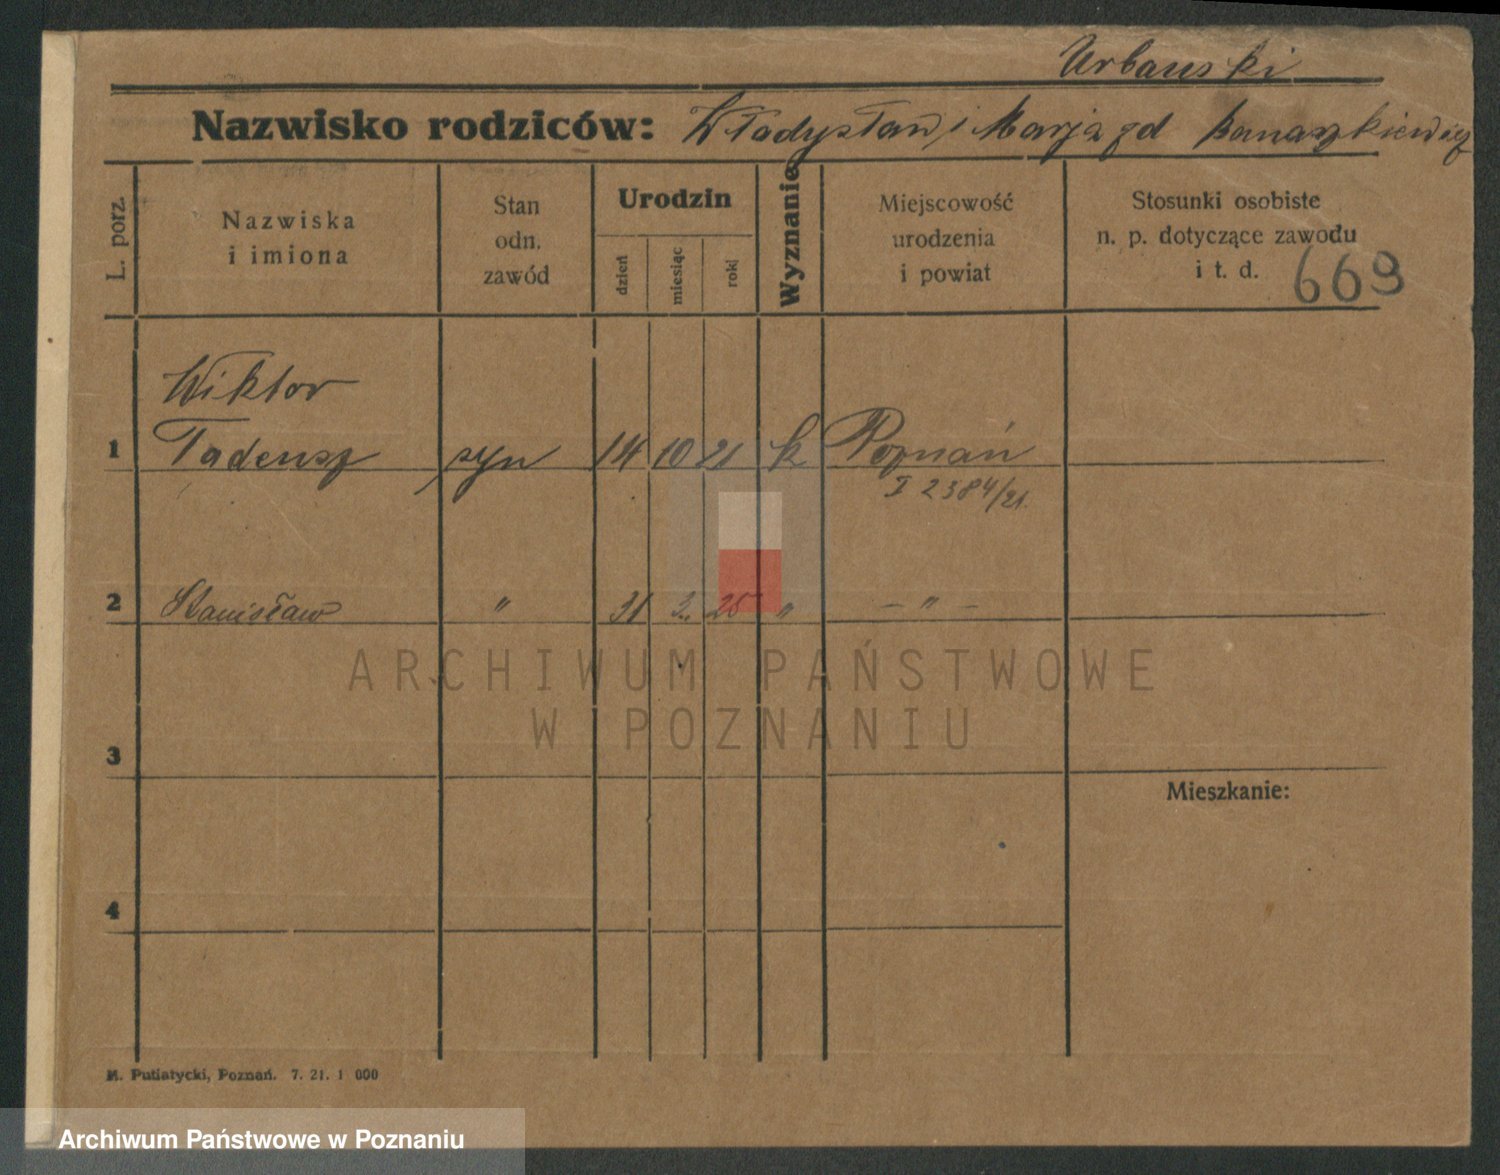 Urbański
Nazwisko rodziców: Władysław i Marja zd Banaszkiewicz
L. porz.
Nazwiska
i imiona
Stan
odn.
zawód
Urodzin
dzień
miesiąc
rok
Wyznanie
Miejscowość
urodzenia
i powiat
Stosunki osobiste
n. p. dotyczące zawodu
i t. d.
669
Wiktor
1 Tadeusz syn 14 10 21 k Poznań
I 2384/21.
2 Stanisław " 31 3. 25 " – " –
ARCHIWUM PAŃSTWOWE
W POZNANIU
3
Mieszkanie:
4
M. Putiatycki, Poznań. 7. 21. 1 000
Archiwum Państwowe w Poznaniu